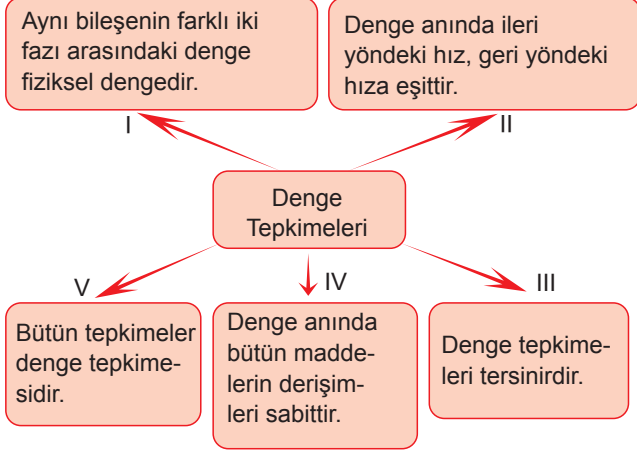 Aynı bileşenin farklı iki
fazı arasındaki denge
fiziksel dengedir.
Denge anında ileri
yöndeki hız, geri yöndeki
hıza eşittir.
I
II
Denge
Tepkimeleri
V
IV
III
Bütün tepkimeler
denge tepkime-
sidir.
Denge anında
bütün madde-
lerin derişim-
leri sabittir.
Denge tepkime-
leri tersinirdir.